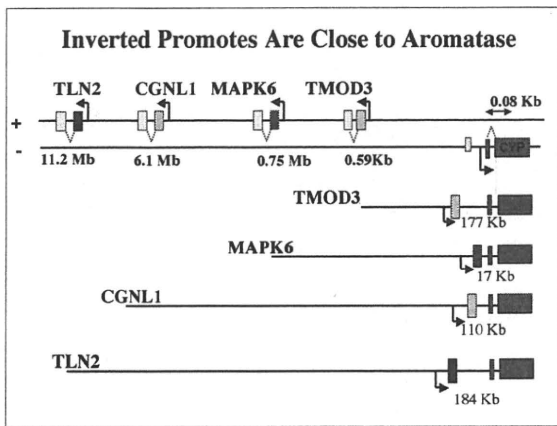 Inverted Promotes Are Close to Aromatase
TLN2 CGNL1 MAPK6 TMOD3
0.08 Kb
+
-
11.2 Mb 6.1 Mb 0.75 Mb 0.59Kb
CYP
TMOD3
177 Kb
MAPK6
17 Kb
CGNL1
110 Kb
TLN2
184 Kb